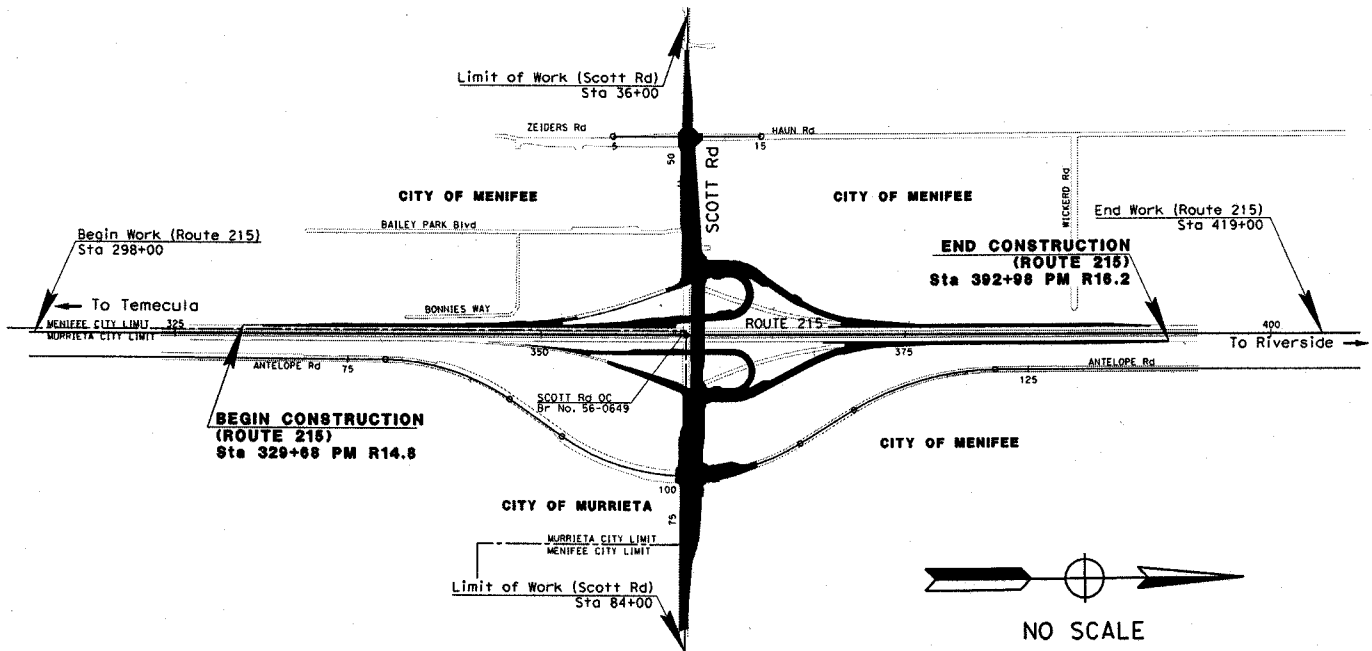 Limit of Work (Scott Rd)
Sta 36+00
ZEIDERS Rd
HAUN Rd
5
15
50
SCOTT Rd
WICKERD Rd
CITY OF MENIFEE
CITY OF MENIFEE
BAILEY PARK Blvd
Begin Work (Route 215)
Sta 298+00
End Work (Route 215)
Sta 419+00
END CONSTRUCTION
(ROUTE 215)
Sta 392+98 PM R16.2
To Temecula
BONNIES WAY
MENIFEE CITY LIMIT
MURRIETA CITY LIMIT
325
ROUTE 215
350
375
400
To Riverside
ANTELOPE Rd
75
ANTELOPE Rd
125
SCOTT Rd OC
Br No. 56-0649
BEGIN CONSTRUCTION
(ROUTE 215)
Sta 329+68 PM R14.8
CITY OF MENIFEE
100
CITY OF MURRIETA
75
MURRIETA CITY LIMIT
MENIFEE CITY LIMIT
Limit of Work (Scott Rd)
Sta 84+00
NO SCALE